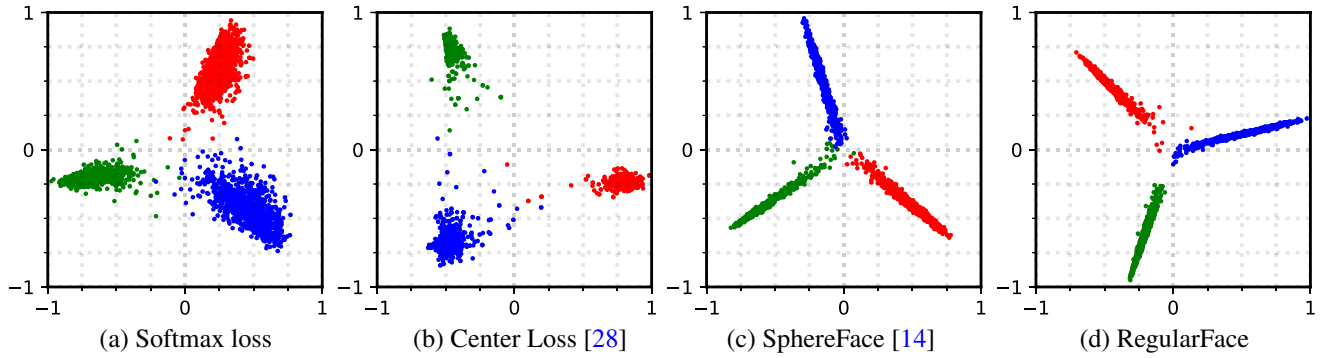 1 1 1 1
0 0 0 0
−1 −1 −1 −1
−1 0 1 −1 0 1 −1 0 1 −1 0 1
(a) Softmax loss (b) Center Loss [28] (c) SphereFace [14] (d) RegularFace